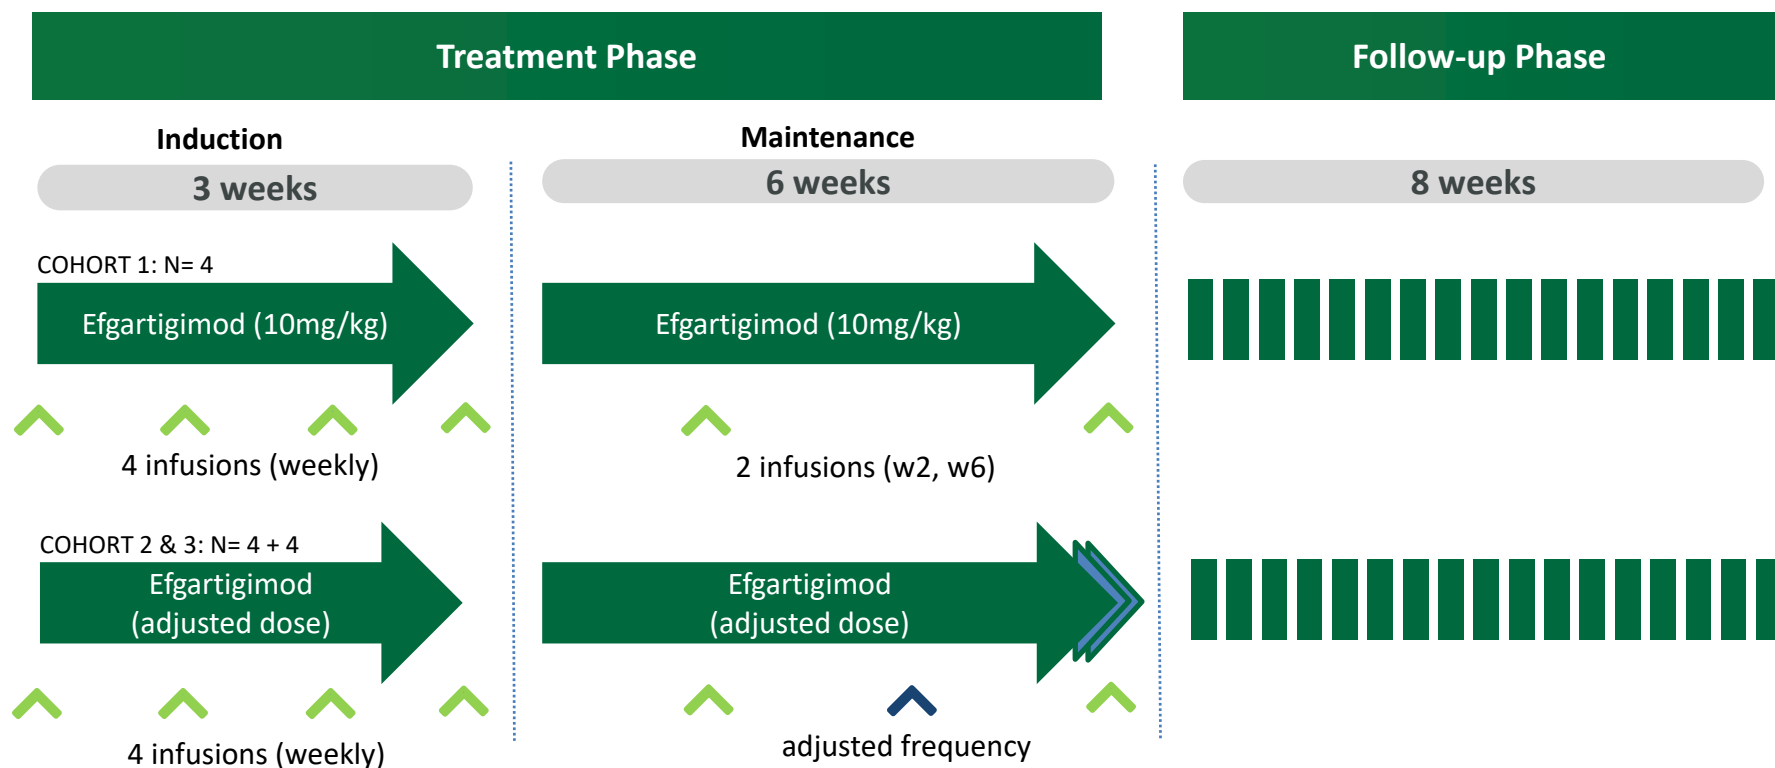 Treatment Phase
Follow-up Phase
Induction
Maintenance
3 weeks
6 weeks
8 weeks
COHORT 1: N= 4
Efgartigimod (10mg/kg)
Efgartigimod (10mg/kg)
4 infusions (weekly)
2 infusions (w2, w6)
COHORT 2 & 3: N= 4 + 4
Efgartigimod
(adjusted dose)
Efgartigimod
(adjusted dose)
4 infusions (weekly)
adjusted frequency